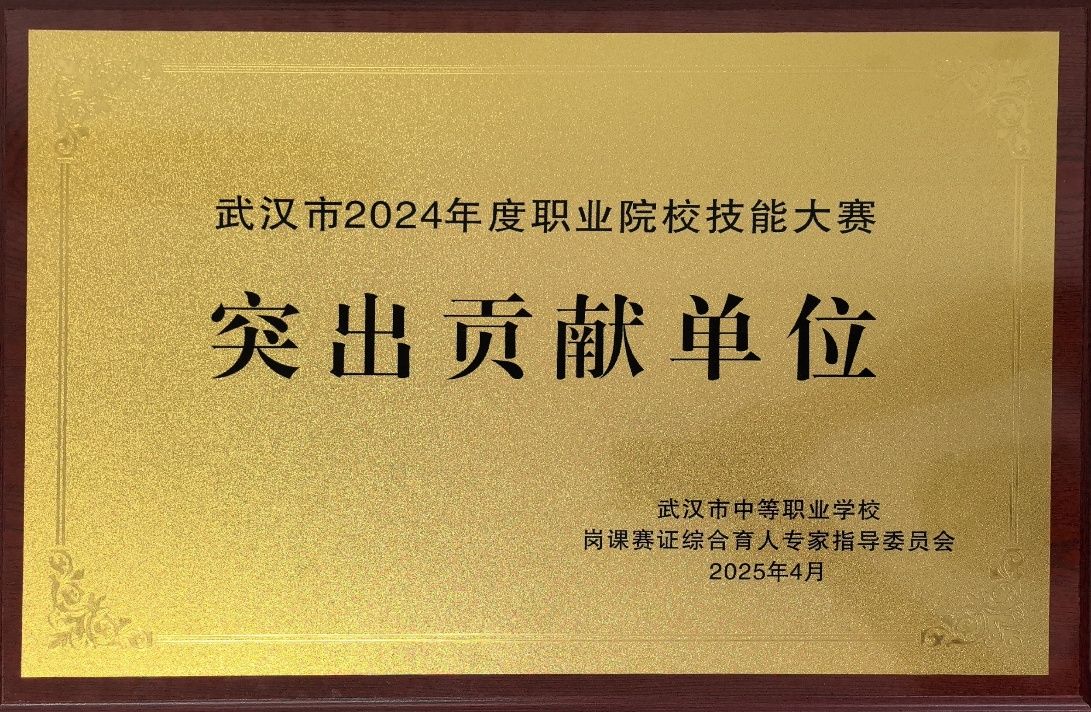 武汉市2024年度职业院校技能大赛
突出贡献单位
武汉市中等职业学校
岗课赛证综合育人专家指导委员会
2025年4月